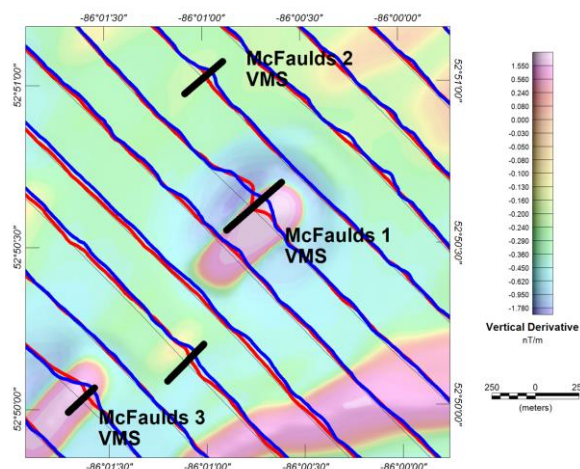 -86°01'30" -86°01'00" -86°00'30" -86°00'00"
52°51'00"
52°50'30"
52°50'00"
McFaulds 2
VMS
McFaulds 1
VMS
McFaulds 3
VMS
52°51'00"
52°50'30"
52°50'00"
-86°01'30" -86°01'00" -86°00'30" -86°00'00"
1.550
0.560
0.240
0.080
0.000
-0.030
-0.050
-0.080
-0.100
-0.130
-0.160
-0.200
-0.240
-0.290
-0.360
-0.450
-0.620
-0.950
-1.780
Vertical Derivative
nT/m
250 0 25
(meters)